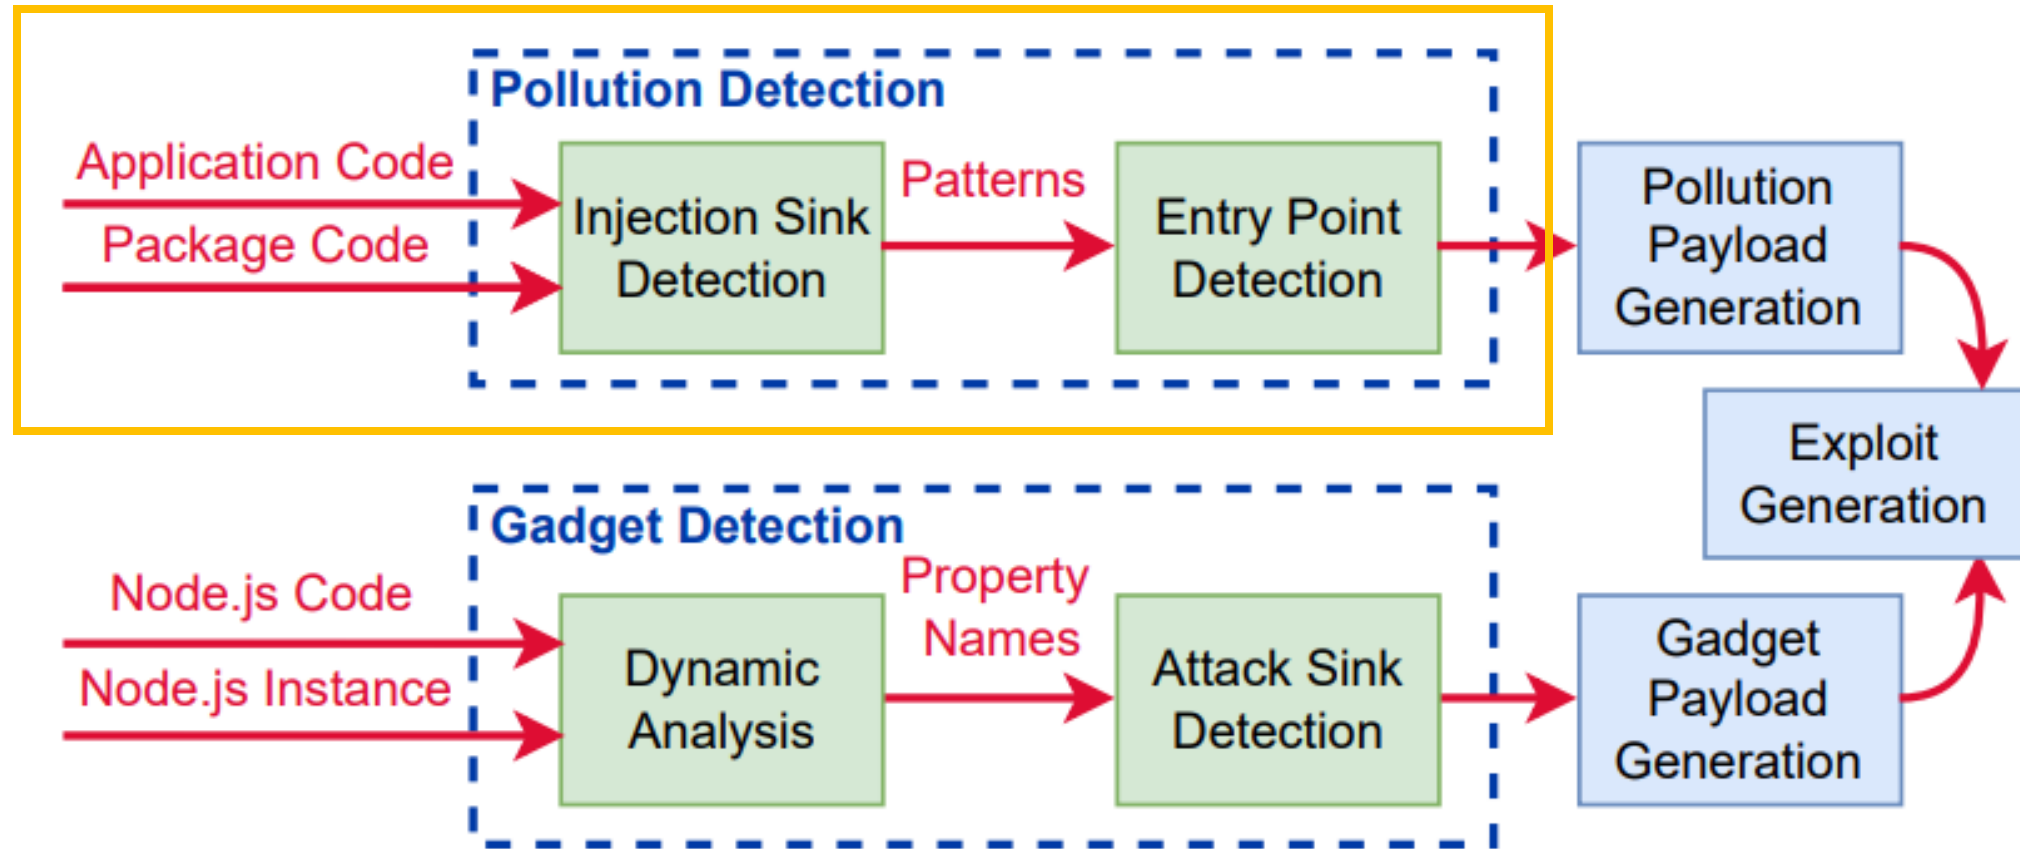 Pollution Detection
Application Code
Package Code
Injection Sink
Detection
Patterns
Entry Point
Detection
Pollution
Payload
Generation
Exploit
Generation
Gadget Detection
Node.js Code
Node.js Instance
Dynamic
Analysis
Property
Names
Attack Sink
Detection
Gadget
Payload
Generation